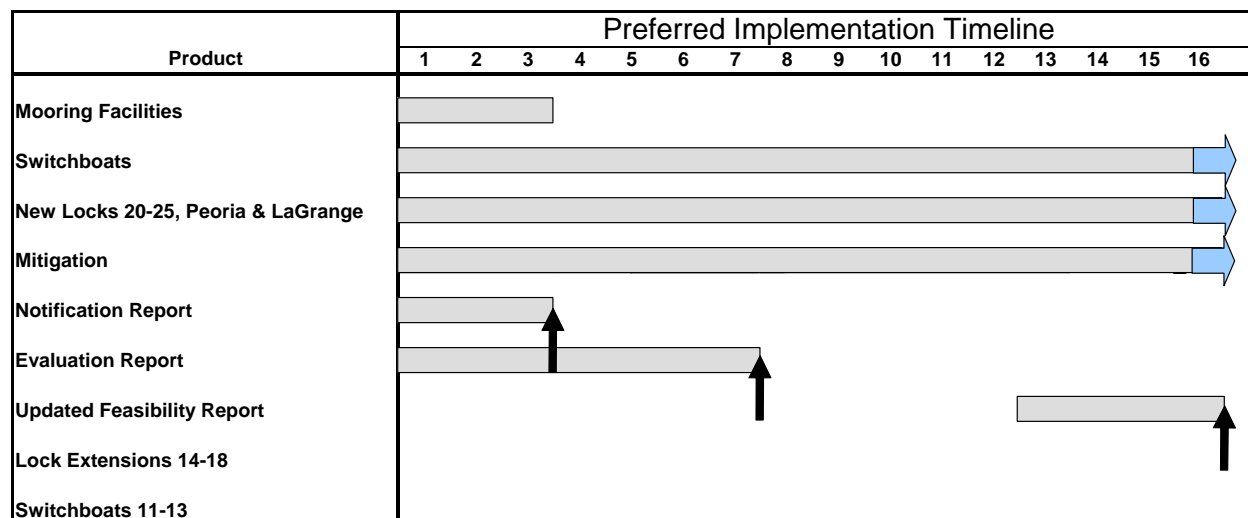 Preferred Implementation Timeline
Product 1 2 3 4 5 6 7 8 9 10 11 12 13 14 15 16
Mooring Facilities
Switchboats
New Locks 20-25, Peoria & LaGrange
Mitigation
Notification Report
Evaluation Report
Updated Feasibility Report
Lock Extensions 14-18
Switchboats 11-13